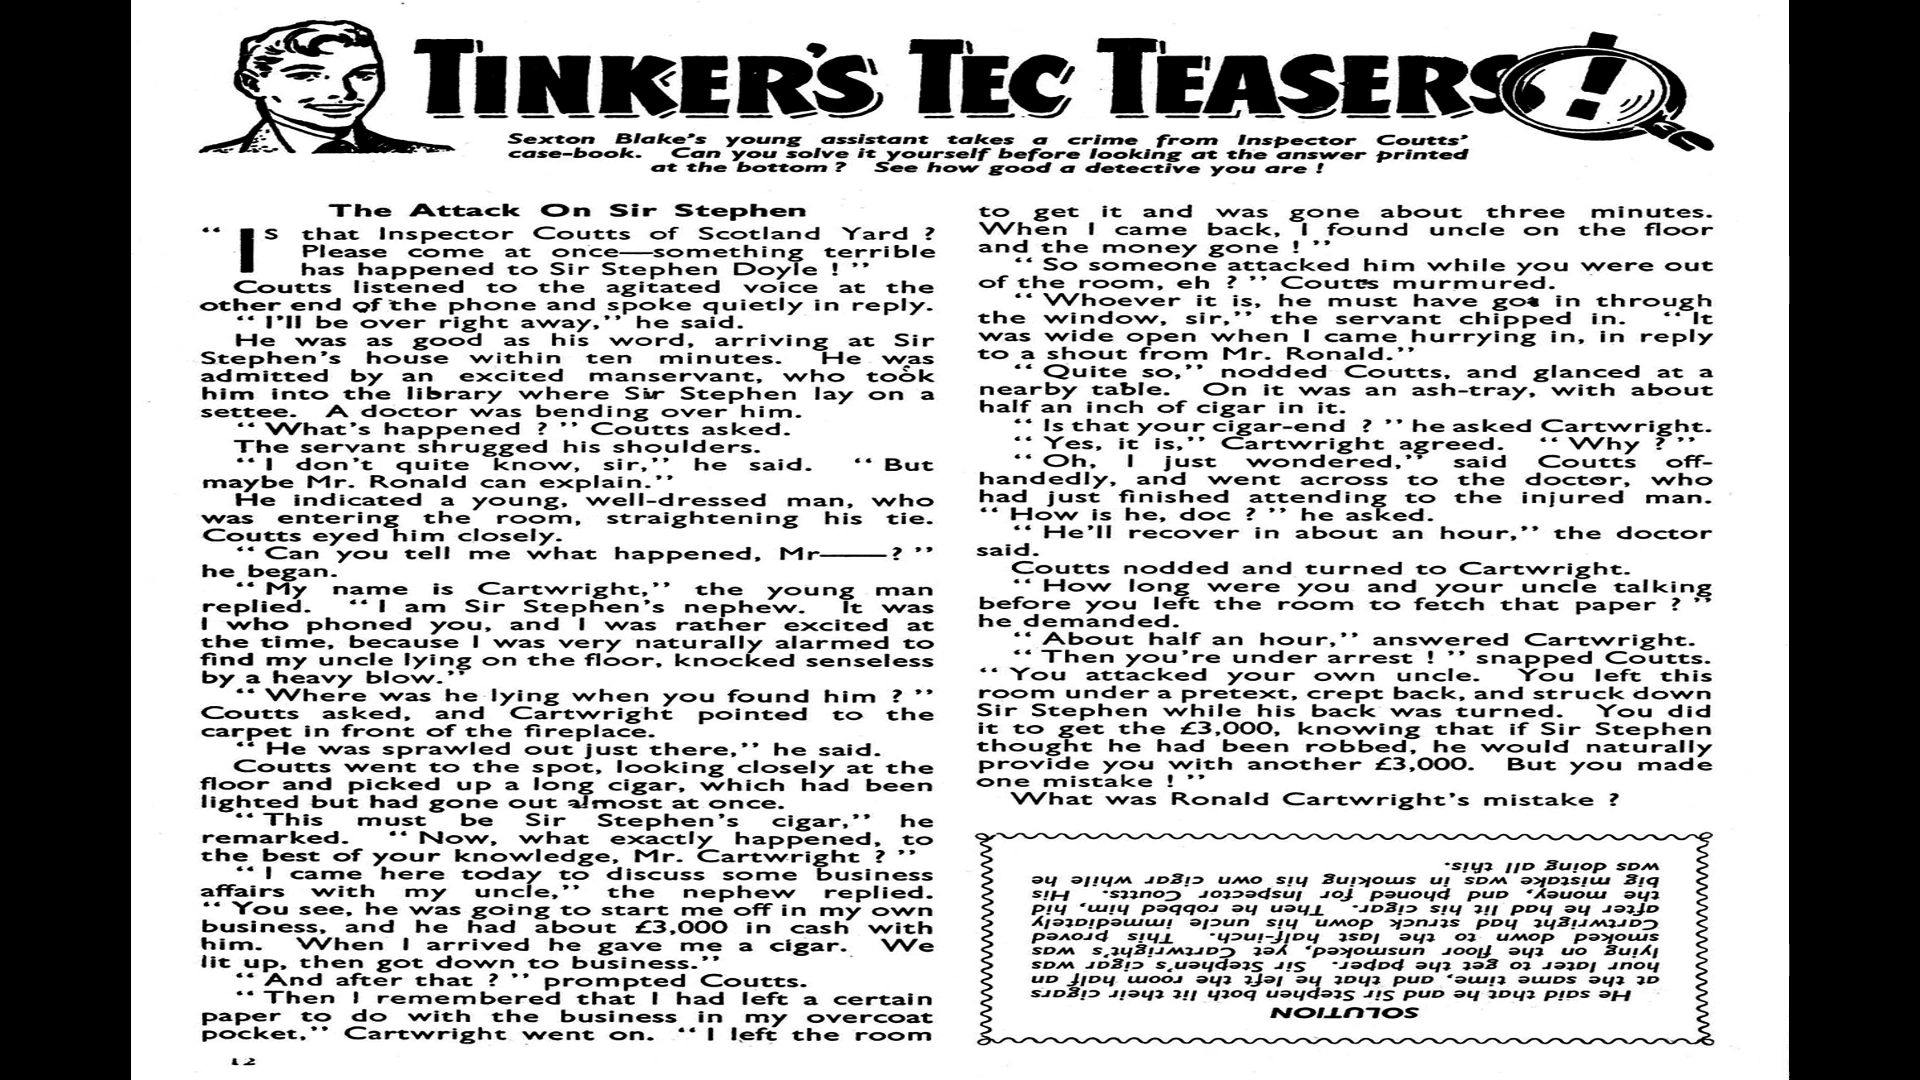 TINKER'S TEC TEASERS!
Sexton Blake's young assistant takes a crime from Inspector Coutts'
case-book. Can you solve it yourself before looking at the answer printed
at the bottom? See how good a detective you are!
The Attack On Sir Stephen
"Is that Inspector Coutts of Scotland Yard?
Please come at once—something terrible
has happened to Sir Stephen Doyle!"
Coutts listened to the agitated voice at the
other end of the phone and spoke quietly in reply.
"I'll be over right away," he said.
He was as good as his word, arriving at Sir
Stephen's house within ten minutes. He was
admitted by an excited manservant, who took
him into the library where Sir Stephen lay on a
settee. A doctor was bending over him.
"What's happened?" Coutts asked.
The servant shrugged his shoulders.
"I don't quite know, sir," he said. "But
maybe Mr. Ronald can explain."
He indicated a young, well-dressed man, who
was entering the room, straightening his tie.
Coutts eyed him closely.
"Can you tell me what happened, Mr——?"
he began.
"My name is Cartwright," the young man
replied. "I am Sir Stephen's nephew. It was
I who phoned you, and I was rather excited at
the time, because I was very naturally alarmed to
find my uncle lying on the floor, knocked senseless
by a heavy blow."
"Where was he lying when you found him?"
Coutts asked, and Cartwright pointed to the
carpet in front of the fireplace.
"He was sprawled out just there," he said.
Coutts went to the spot, looking closely at the
floor and picked up a long cigar, which had been
lighted but had gone out almost at once.
"This must be Sir Stephen's cigar," he
remarked. "Now, what exactly happened, to
the best of your knowledge, Mr. Cartwright?"
"I came here today to discuss some business
affairs with my uncle," the nephew replied.
"You see, he was going to start me off in my own
business, and he had about £3,000 in cash with
him. When I arrived he gave me a cigar. We
lit up, then got down to business."
"And after that?" prompted Coutts.
"Then I remembered that I had left a certain
paper to do with the business in my overcoat
pocket," Cartwright went on. "I left the room
12
to get it and was gone about three minutes.
When I came back, I found uncle on the floor
and the money gone!"
"So someone attacked him while you were out
of the room, eh?" Coutts murmured.
"Whoever it is, he must have got in through
the window, sir," the servant chipped in. "It
was wide open when I came hurrying in, in reply
to a shout from Mr. Ronald."
"Quite so," nodded Coutts, and glanced at a
nearby table. On it was an ash-tray, with about
half an inch of cigar in it.
"Is that your cigar-end?" he asked Cartwright.
"Yes, it is," Cartwright agreed. "Why?"
"Oh, I just wondered," said Coutts off-
handedly, and went across to the doctor, who
had just finished attending to the injured man.
"How is he, doc?" he asked.
"He'll recover in about an hour," the doctor
said.
Coutts nodded and turned to Cartwright.
"How long were you and your uncle talking
before you left the room to fetch that paper?"
he demanded.
"About half an hour," answered Cartwright.
"Then you're under arrest!" snapped Coutts.
"You attacked your own uncle. You left this
room under a pretext, crept back, and struck down
Sir Stephen while his back was turned. You did
it to get the £3,000, knowing that if Sir Stephen
thought he had been robbed, he would naturally
provide you with another £3,000. But you made
one mistake!"
What was Ronald Cartwright's mistake?
SOLUTION
He said that he and Sir Stephen both lit their cigars
at the same time, and that he left the room half an
hour later to get the paper. Sir Stephen's cigar was
lying on the floor unsmoked, yet Cartwright's was
smoked down to the last half-inch. This proved
Cartwright had struck down his uncle immediately
after he had lit his cigar. Then he robbed him, hid
the money, and phoned for Inspector Coutts. His
big mistake was in smoking his own cigar while he
was doing all this.